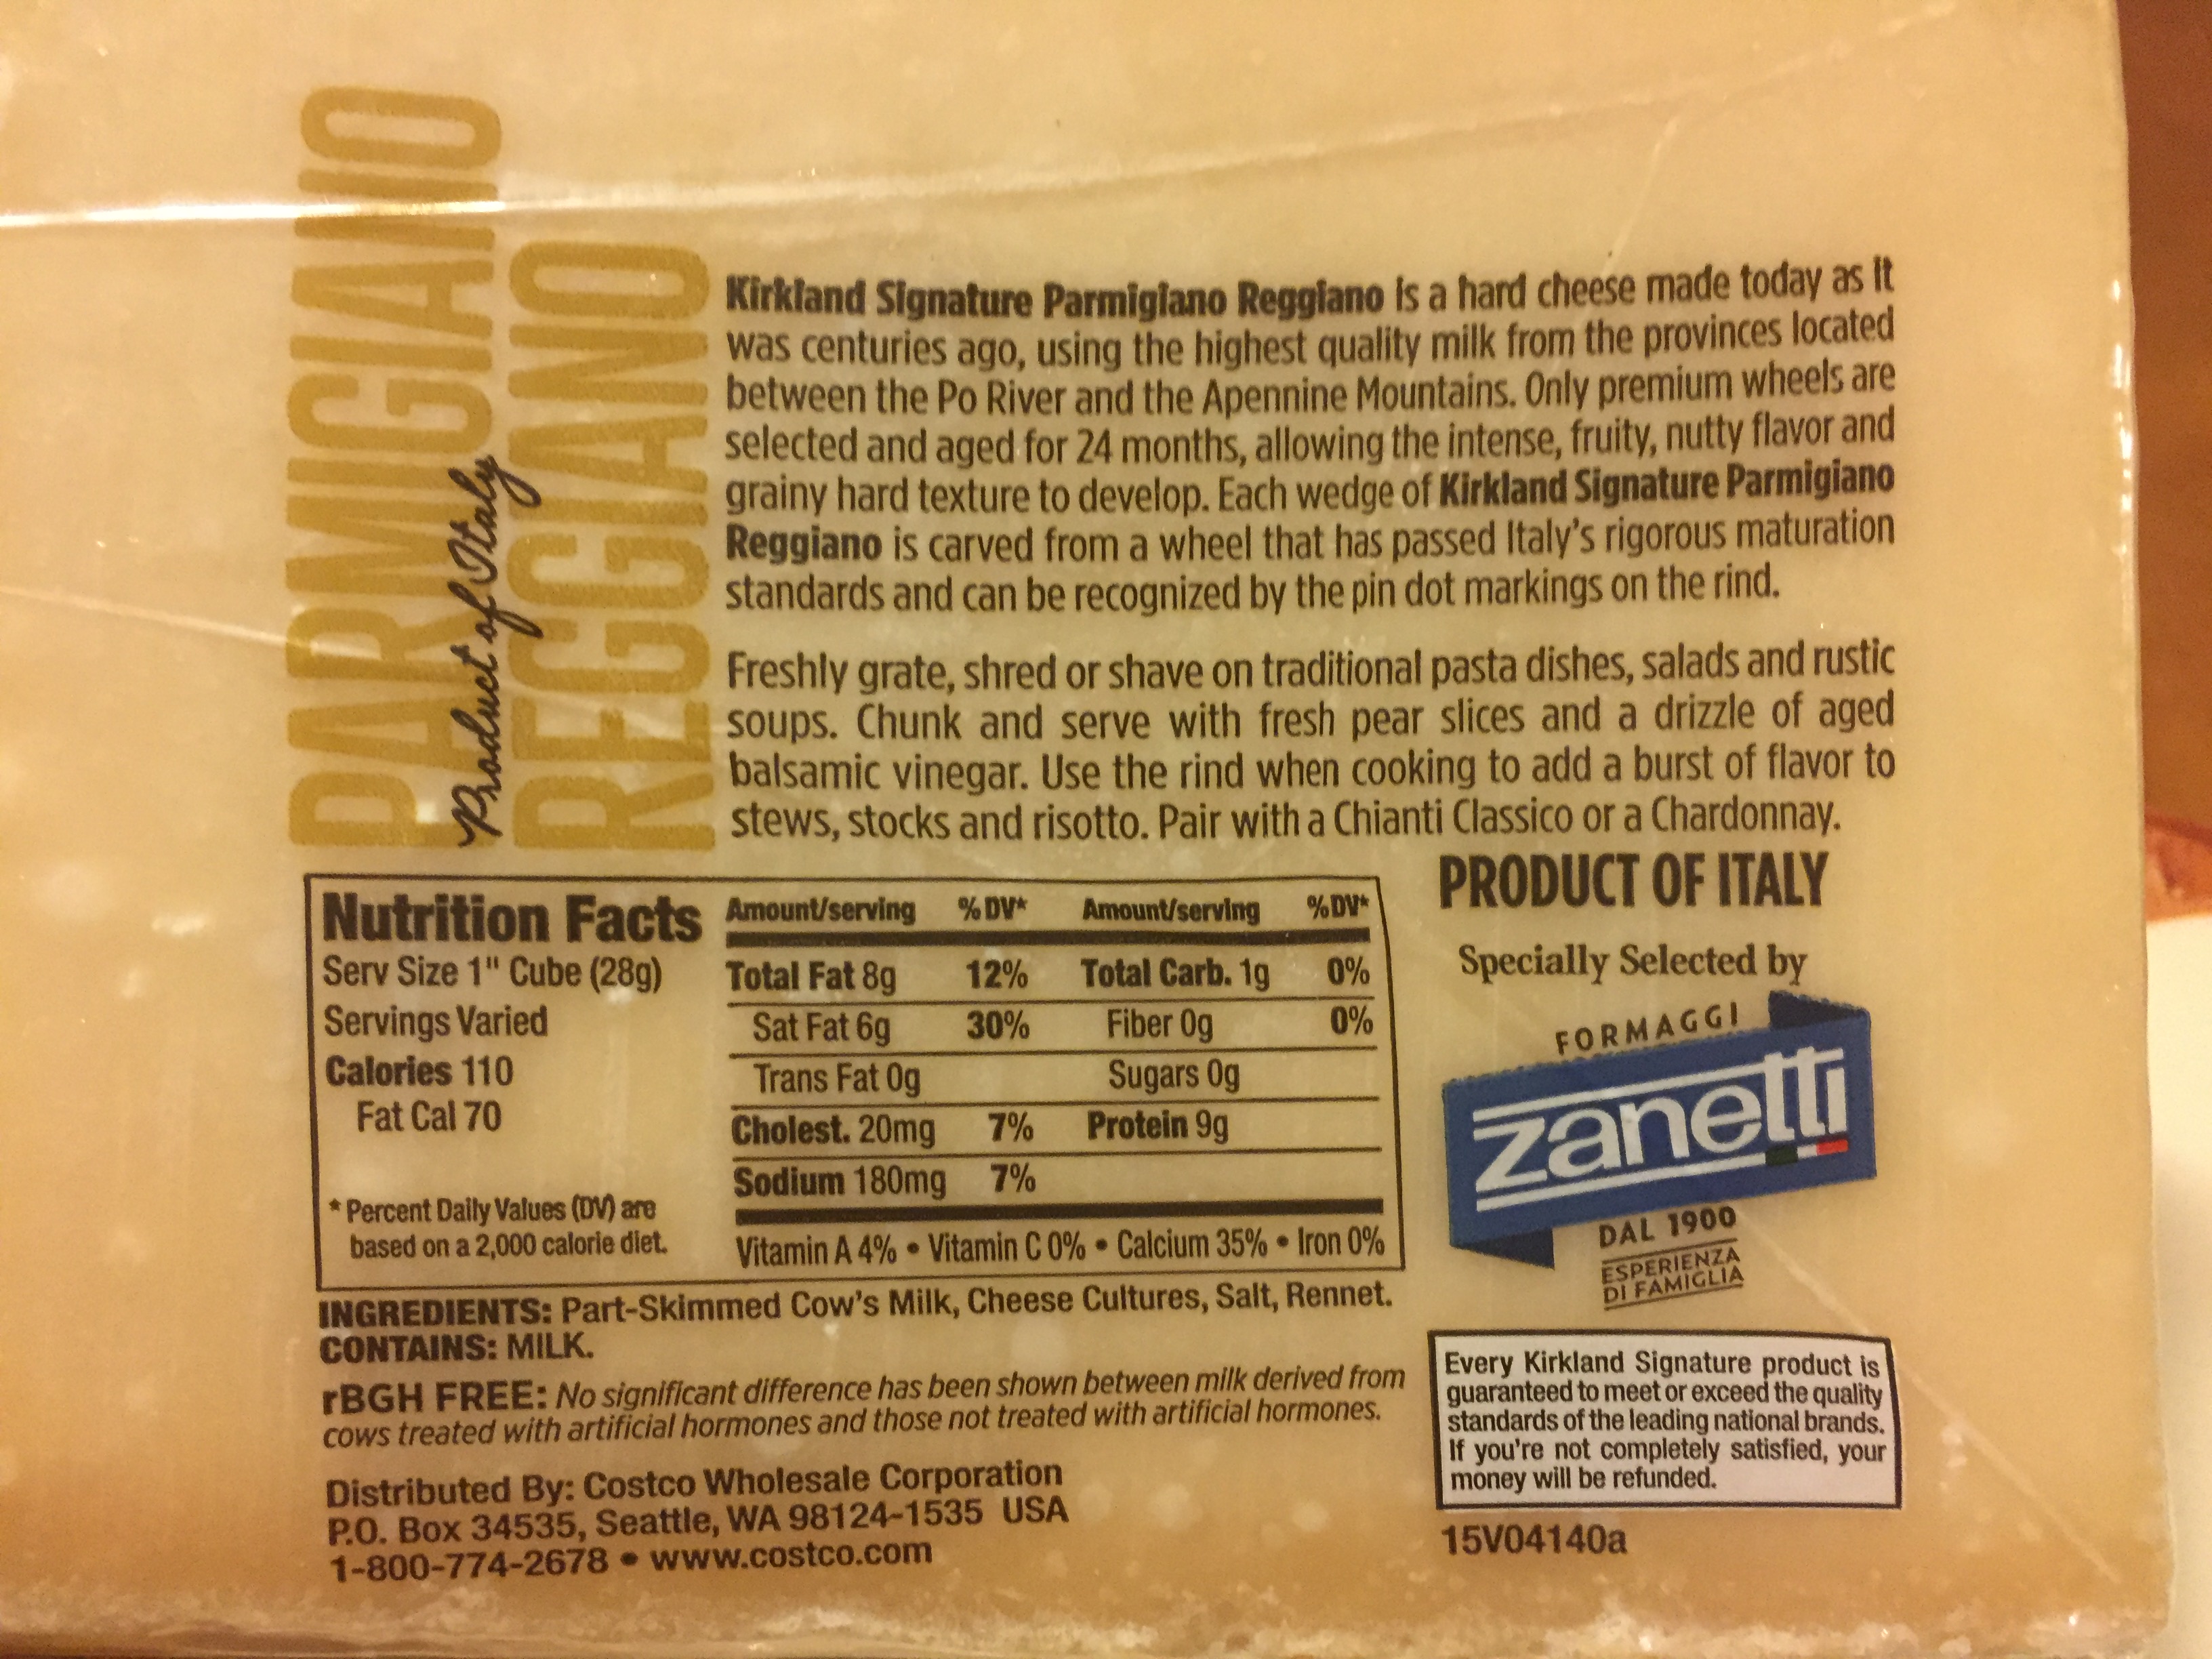 PARMIGIANO
Product of Italy
REGGIANO
Kirkland Signature Parmigiano Reggiano is a hard cheese made today as it
was centuries ago, using the highest quality milk from the provinces located
between the Po River and the Apennine Mountains. Only premium wheels are
selected and aged for 24 months, allowing the intense, fruity, nutty flavor and
grainy hard texture to develop. Each wedge of Kirkland Signature Parmigiano
Reggiano is carved from a wheel that has passed Italy's rigorous maturation
standards and can be recognized by the pin dot markings on the rind.
Freshly grate, shred or shave on traditional pasta dishes, salads and rustic
soups. Chunk and serve with fresh pear slices and a drizzle of aged
balsamic vinegar. Use the rind when cooking to add a burst of flavor to
stews, stocks and risotto. Pair with a Chianti Classico or a Chardonnay.
Nutrition Facts
Serv Size 1" Cube (28g)
Servings Varied
Calories 110
Fat Cal 70
* Percent Daily Values (DV) are
based on a 2,000 calorie diet.
Amount/serving %DV* Amount/serving %DV*
Total Fat 8g 12% Total Carb. 1g 0%
Sat Fat 6g 30% Fiber 0g 0%
Trans Fat 0g Sugars 0g
Cholest. 20mg 7% Protein 9g
Sodium 180mg 7%
Vitamin A 4% • Vitamin C 0% • Calcium 35% • Iron 0%
INGREDIENTS: Part-Skimmed Cow's Milk, Cheese Cultures, Salt, Rennet.
CONTAINS: MILK.
rBGH FREE: No significant difference has been shown between milk derived from
cows treated with artificial hormones and those not treated with artificial hormones.
Distributed By: Costco Wholesale Corporation
P.O. Box 34535, Seattle, WA 98124-1535 USA
1-800-774-2678 • www.costco.com
PRODUCT OF ITALY
Specially Selected by
FORMAGGI
zanetti
DAL 1900
ESPERIENZA
DI FAMIGLIA
Every Kirkland Signature product is
guaranteed to meet or exceed the quality
standards of the leading national brands.
If you're not completely satisfied, your
money will be refunded.
15V04140a